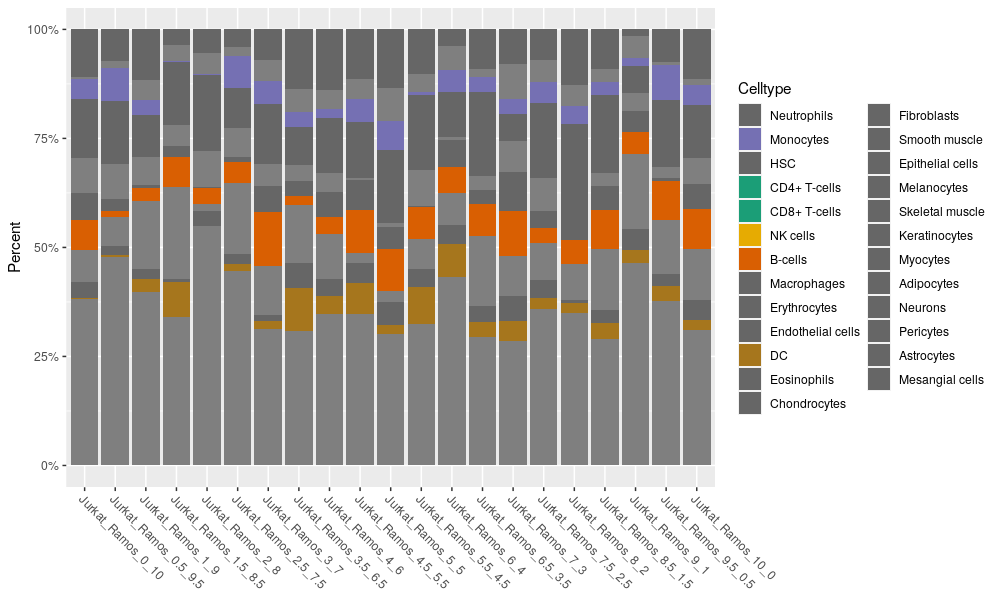 100%
75%
50%
25%
0%
Percent
Jurkat_Ramos_0_10
Jurkat_Ramos_0.5_9.5
Jurkat_Ramos_1_9
Jurkat_Ramos_1.5_8.5
Jurkat_Ramos_2_8
Jurkat_Ramos_2.5_7.5
Jurkat_Ramos_3_7
Jurkat_Ramos_3.5_6.5
Jurkat_Ramos_4_6
Jurkat_Ramos_4.5_5.5
Jurkat_Ramos_5_5
Jurkat_Ramos_5.5_4.5
Jurkat_Ramos_6_4
Jurkat_Ramos_6.5_3.5
Jurkat_Ramos_7_3
Jurkat_Ramos_7.5_2.5
Jurkat_Ramos_8_2
Jurkat_Ramos_8.5_1.5
Jurkat_Ramos_9_1
Jurkat_Ramos_9.5_0.5
Jurkat_Ramos_10_0
Celltype
Neutrophils
Monocytes
HSC
CD4+ T-cells
CD8+ T-cells
NK cells
B-cells
Macrophages
Erythrocytes
Endothelial cells
DC
Eosinophils
Chondrocytes
Fibroblasts
Smooth muscle
Epithelial cells
Melanocytes
Skeletal muscle
Keratinocytes
Myocytes
Adipocytes
Neurons
Pericytes
Astrocytes
Mesangial cells